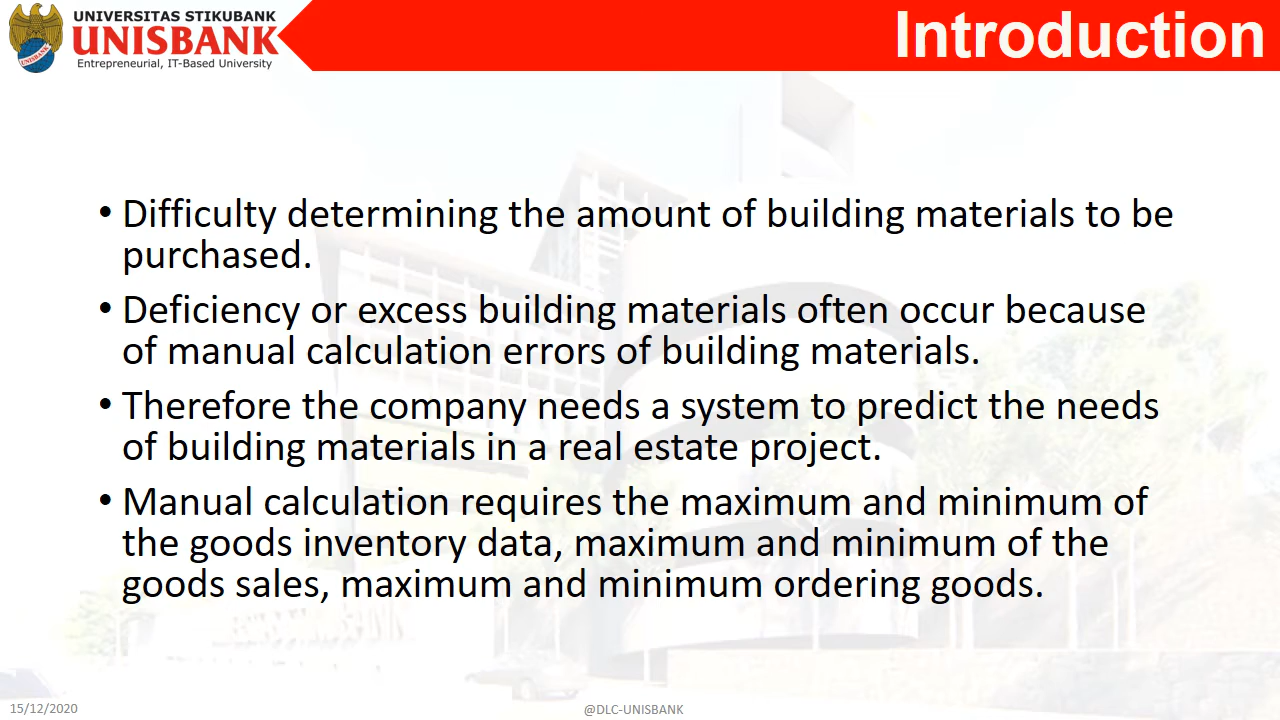 UNIVERSITAS STIKUBANK
UNISBANK
Entrepreneurial, IT-Based University
UNISBANK
Introduction
• Difficulty determining the amount of building materials to be
purchased.
• Deficiency or excess building materials often occur because
of manual calculation errors of building materials.
• Therefore the company needs a system to predict the needs
of building materials in a real estate project.
• Manual calculation requires the maximum and minimum of
the goods inventory data, maximum and minimum of the
goods sales, maximum and minimum ordering goods.
15/12/2020
@DLC-UNISBANK